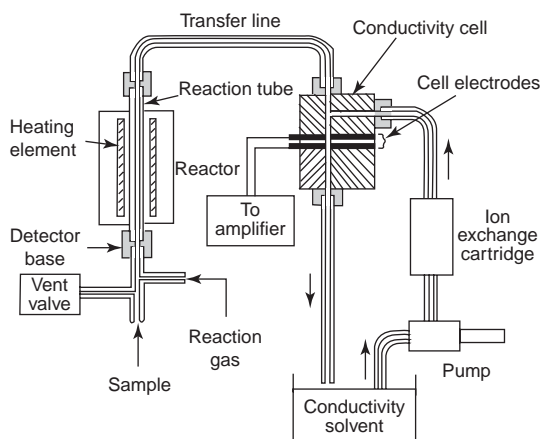 Transfer line
Conductivity cell
Reaction tube
Cell electrodes
Heating
element
Reactor
To
amplifier
Ion
exchange
cartridge
Detector
base
Vent
valve
Reaction
gas
Sample
Pump
Conductivity
solvent